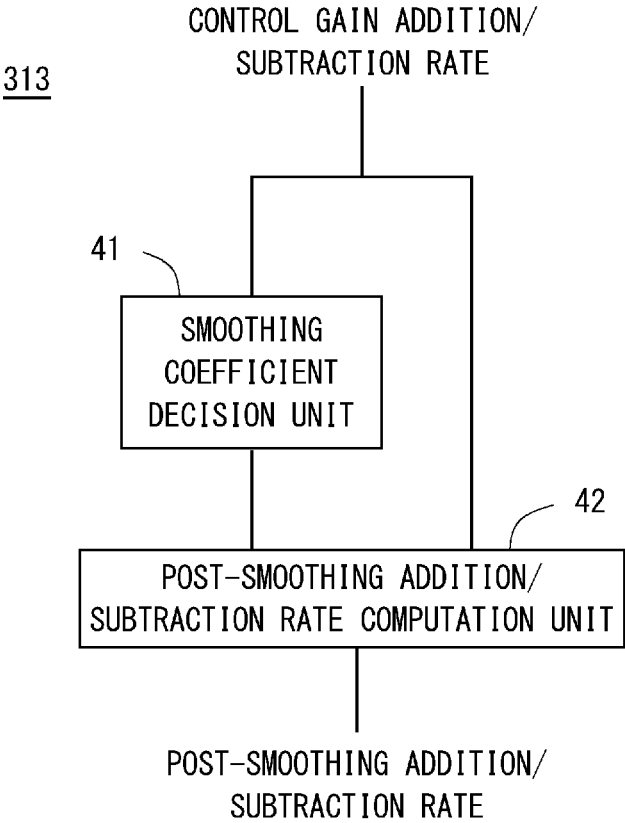 CONTROL GAIN ADDITION/
SUBTRACTION RATE
313
41
SMOOTHING
COEFFICIENT
DECISION UNIT
42
POST-SMOOTHING ADDITION/
SUBTRACTION RATE COMPUTATION UNIT
POST-SMOOTHING ADDITION/
SUBTRACTION RATE